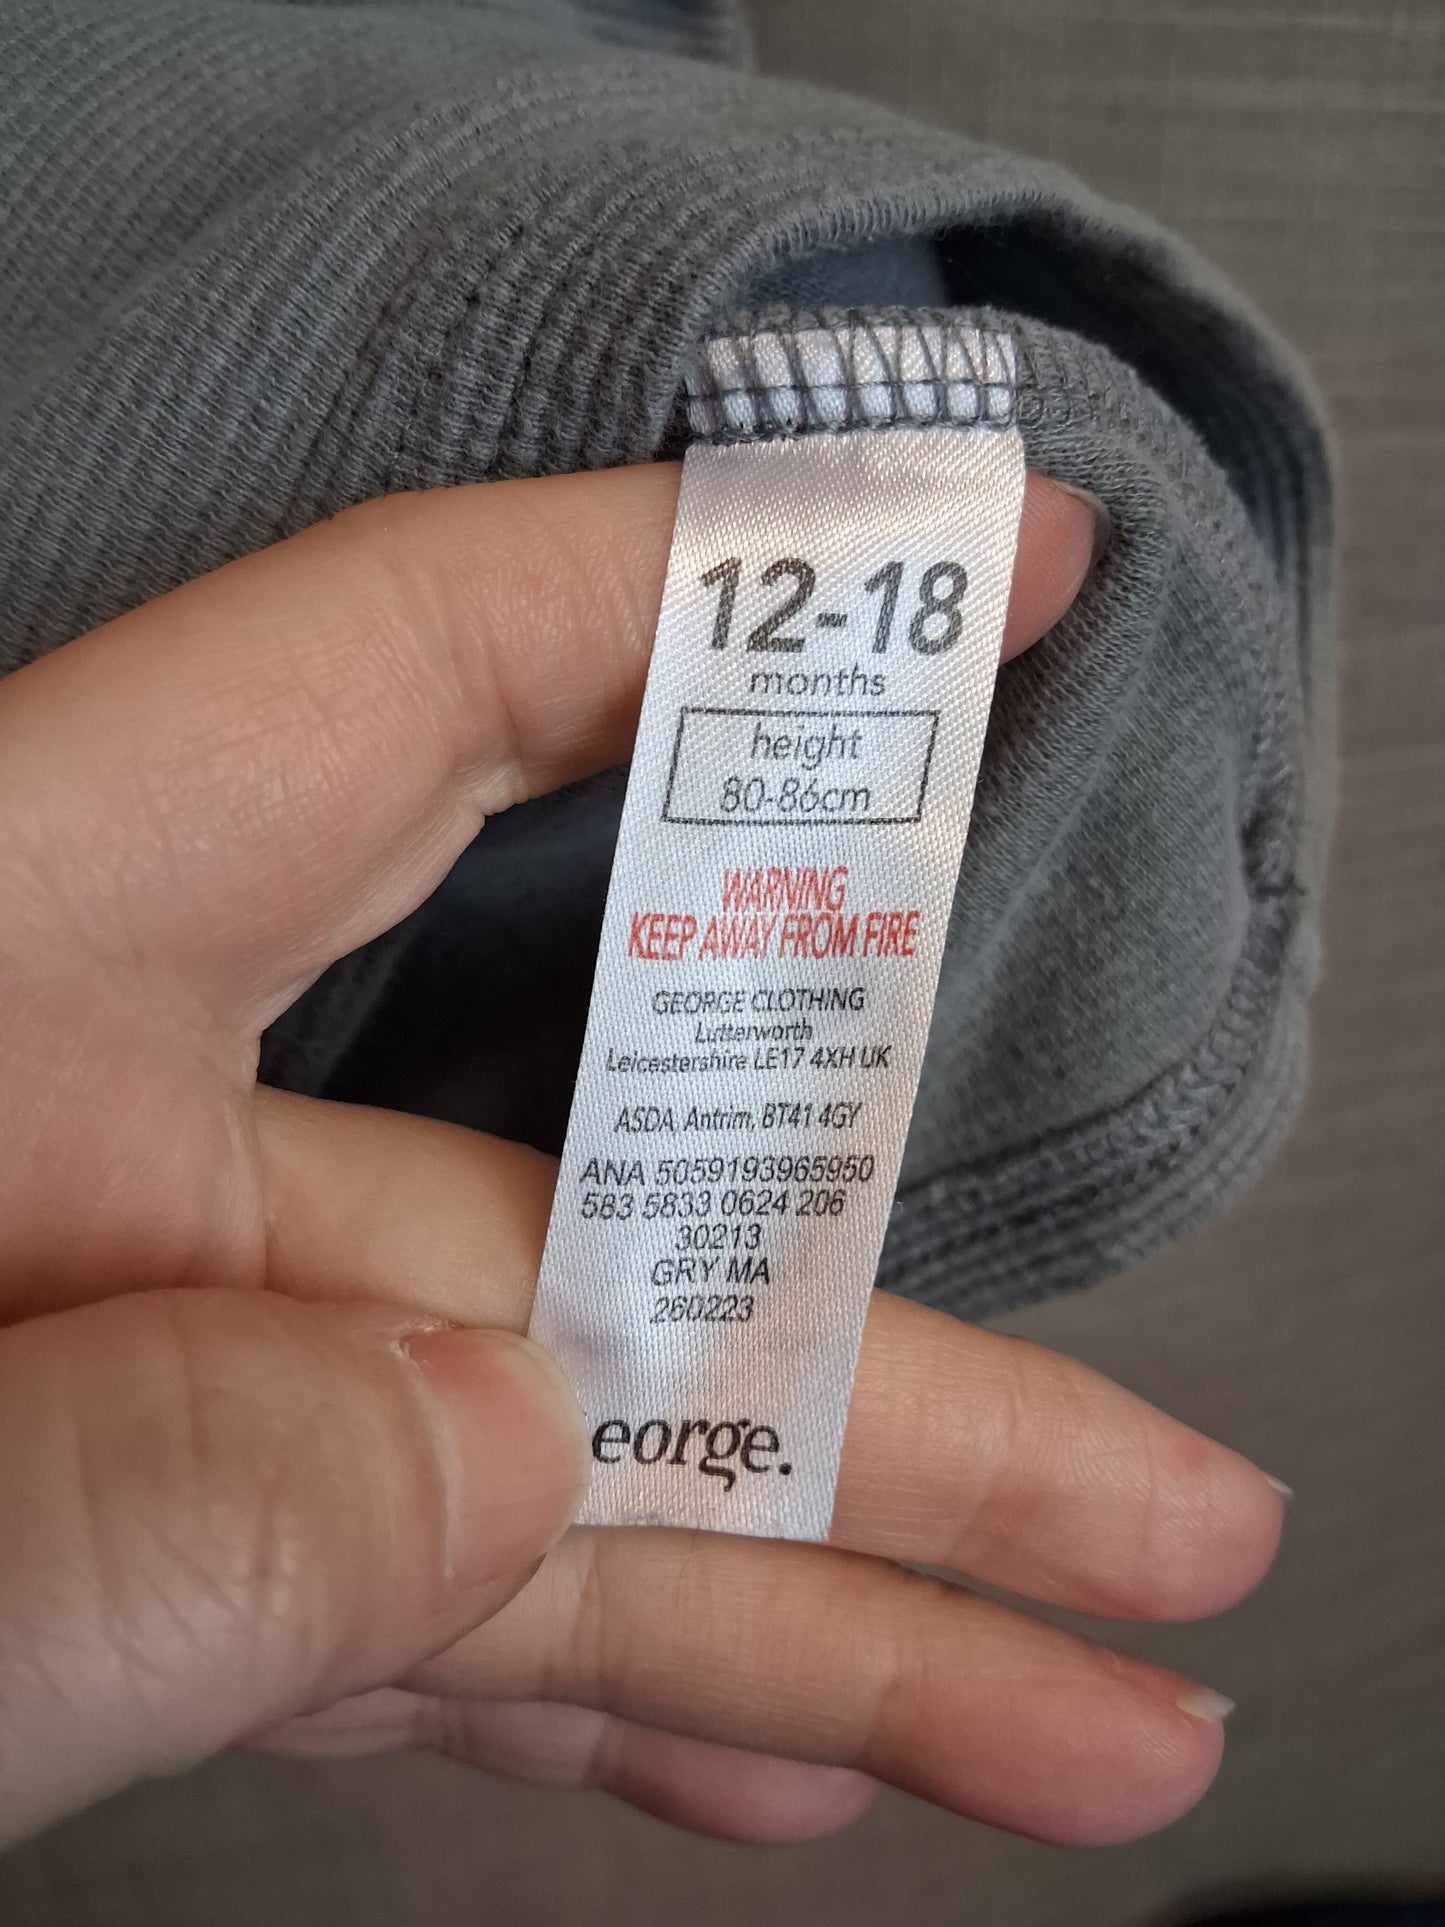 12-18
months
height
80-86cm
WARNING
KEEP AWAY FROM FIRE
GEORGE CLOTHING
Lutterworth
Leicestershire LE17 4XH UK
ASDA, Antrim, BT41 4GY
ANA 5059193965950
583 5833 0624 206
30213
GRY MA
260223
eorge.